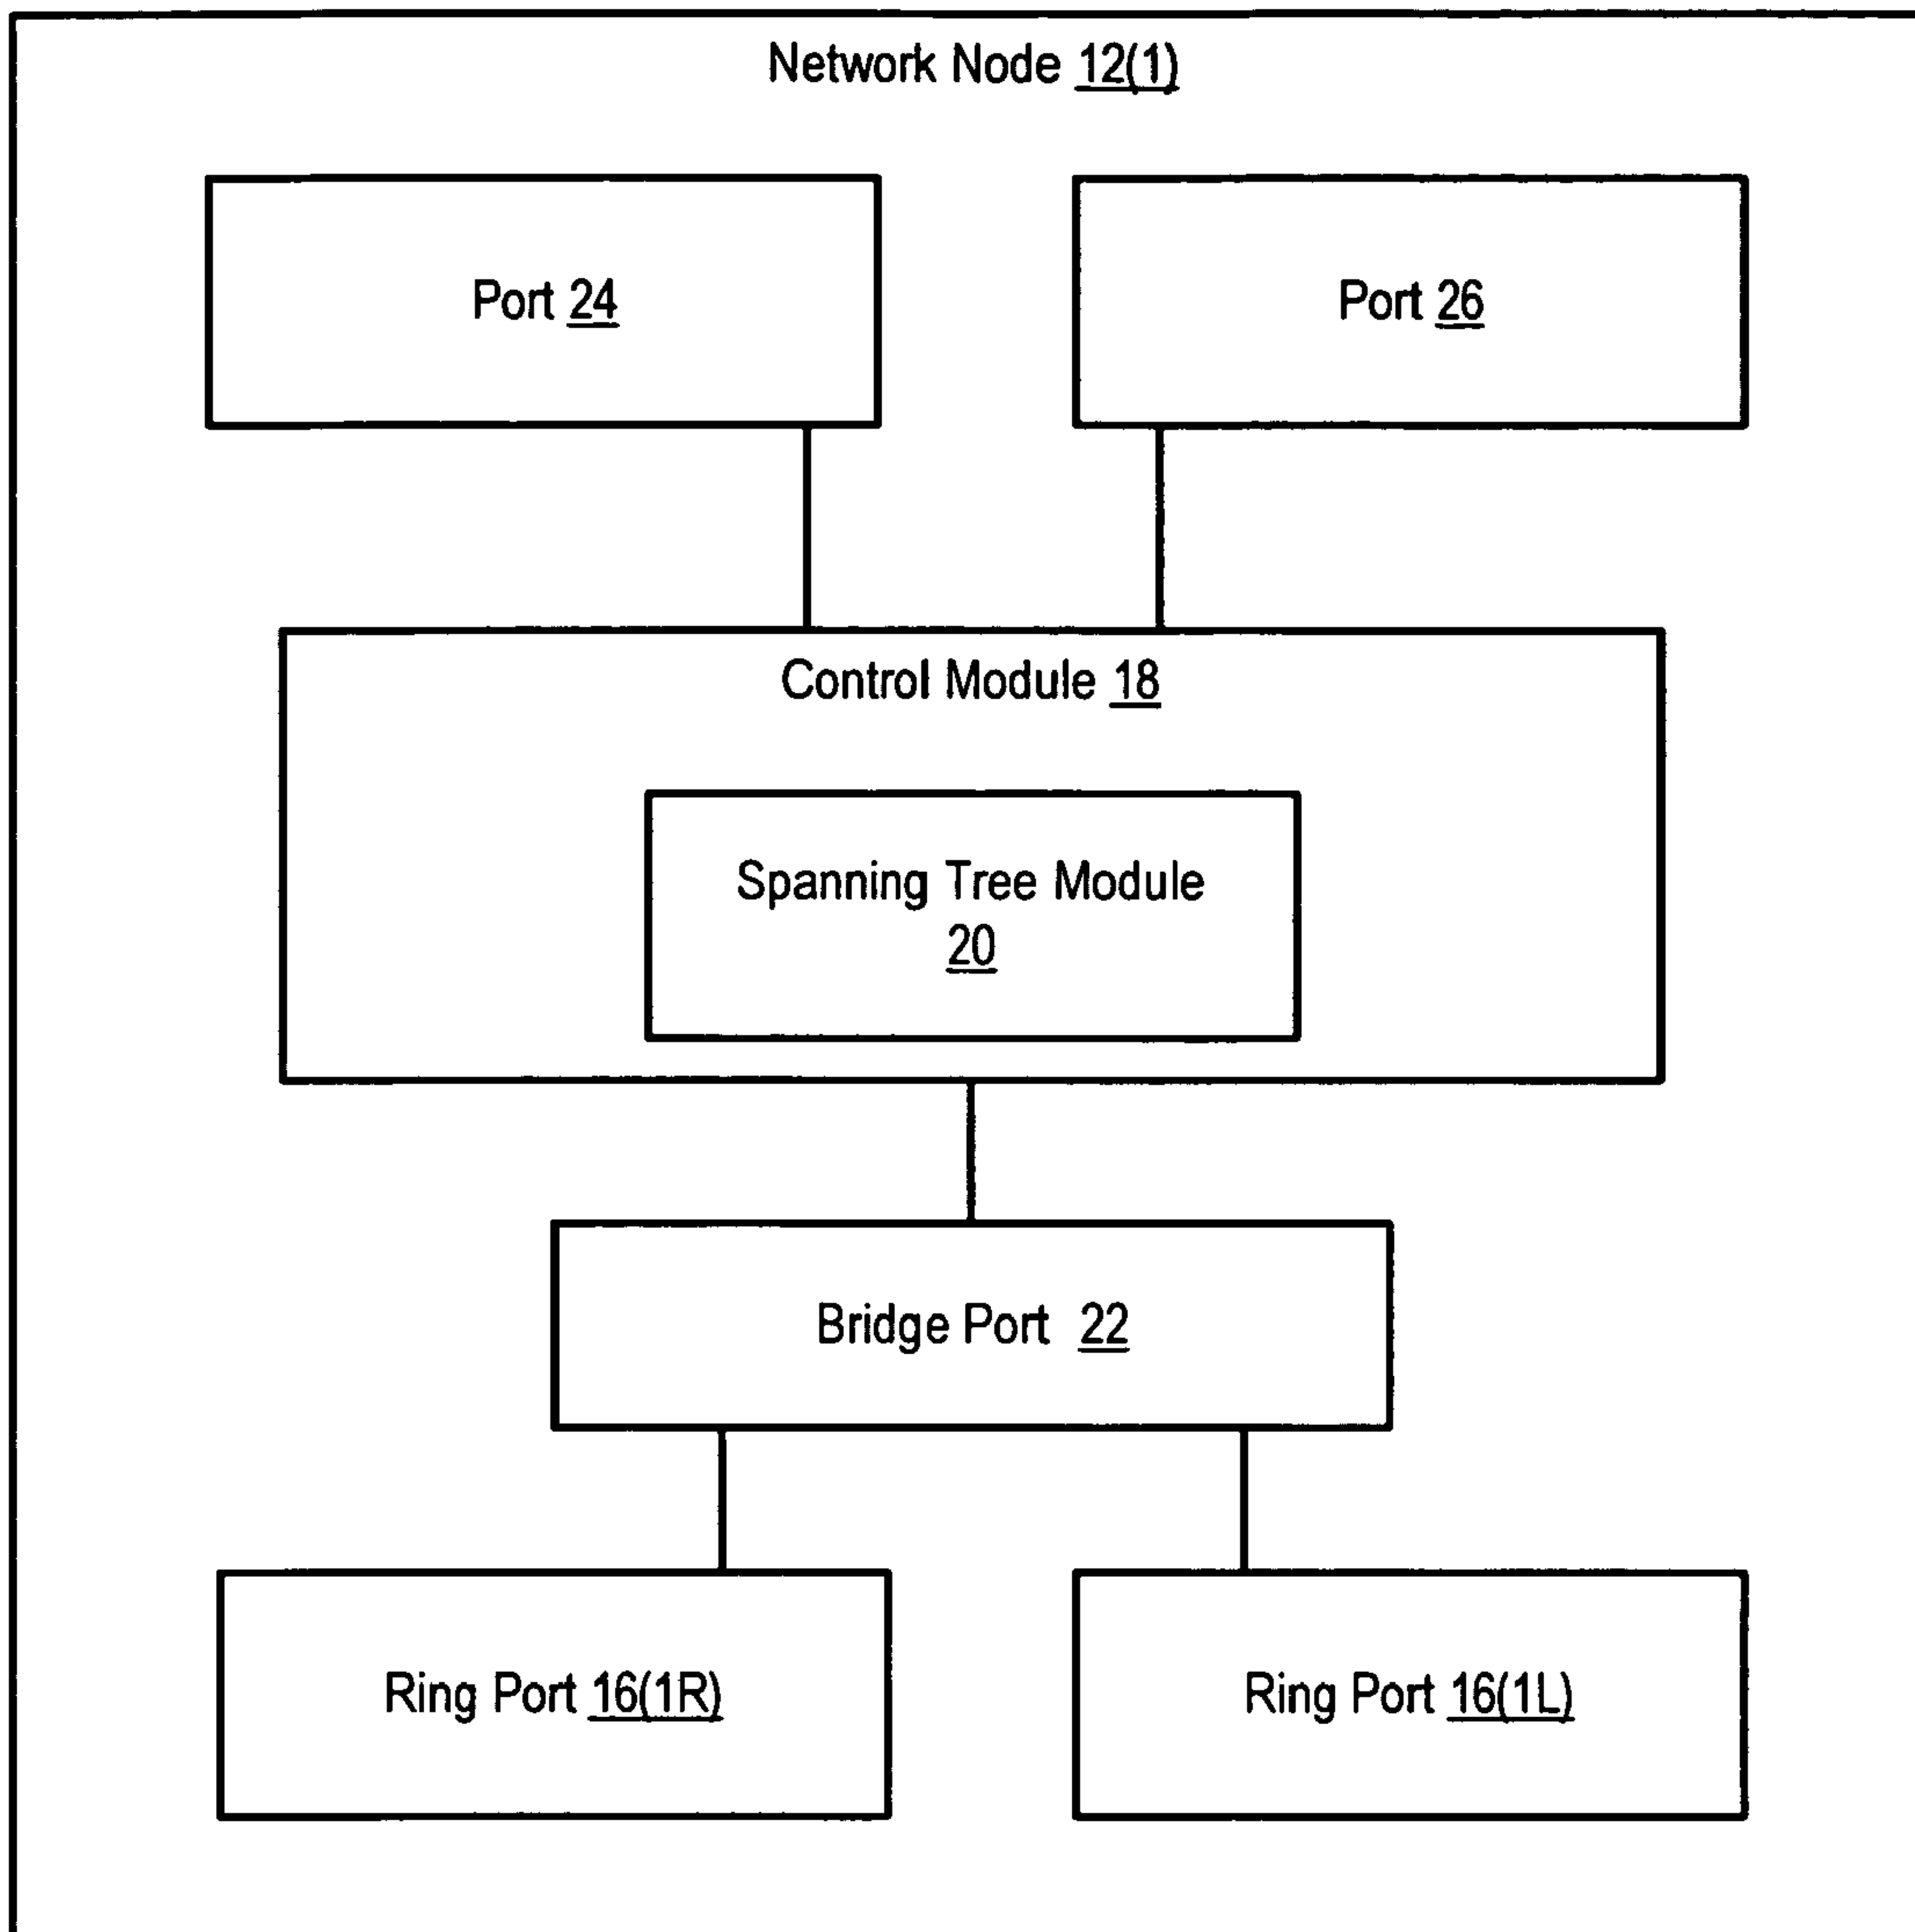 Network Node 12(1)
Port 24
Port 26
Control Module 18
Spanning Tree Module
20
Bridge Port 22
Ring Port 16(1R)
Ring Port 16(1L)